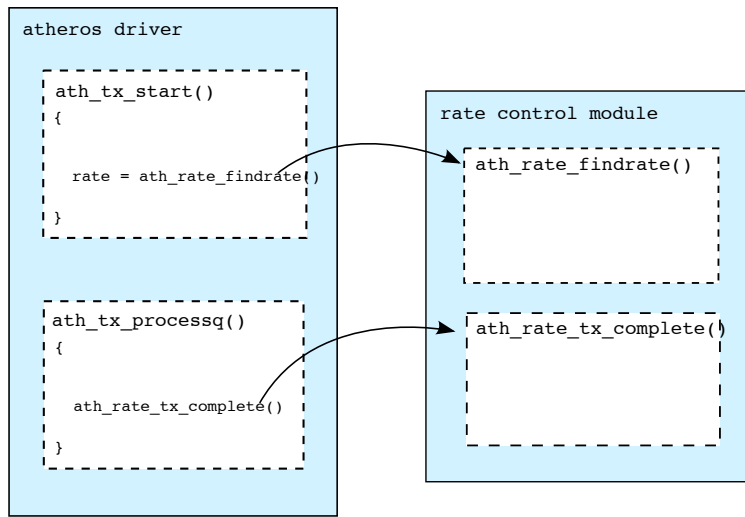 atheros driver
ath_tx_start()
{
rate = ath_rate_findrate()
}
ath_tx_processq()
{
ath_rate_tx_complete()
}
rate control module
ath_rate_findrate()
ath_rate_tx_complete()